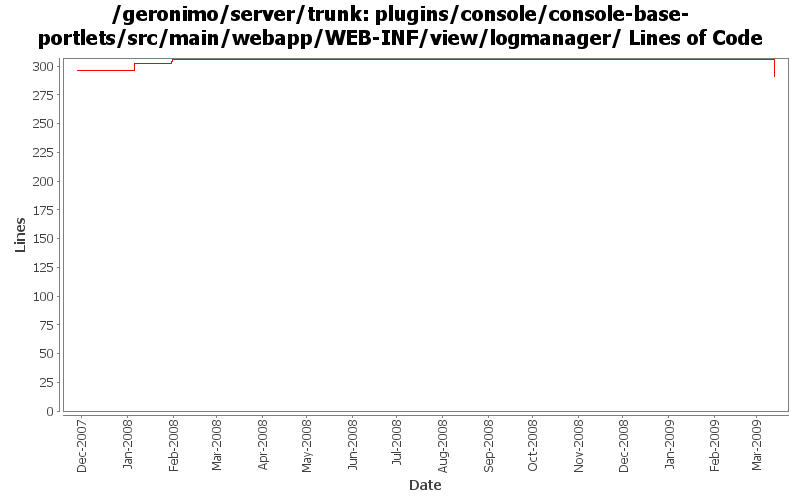 /geronimo/server/trunk: plugins/console/console-base-
portlets/src/main/webapp/WEB-INF/view/logmanager/ Lines of Code
300
275
250
225
200
175
150
125
100
75
50
25
0
Lines
Dec-2007
Jan-2008
Feb-2008
Mar-2008
Apr-2008
May-2008
Jun-2008
Jul-2008
Aug-2008
Sep-2008
Oct-2008
Nov-2008
Dec-2008
Jan-2009
Feb-2009
Mar-2009
Date